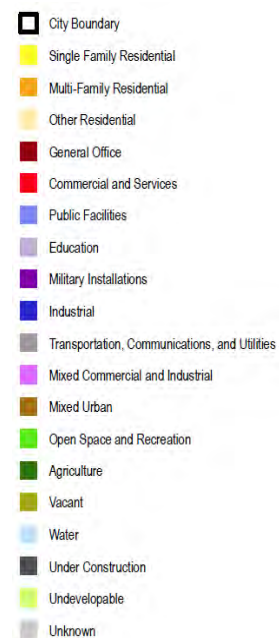 City Boundary
Single Family Residential
Multi-Family Residential
Other Residential
General Office
Commercial and Services
Public Facilities
Education
Military Installations
Industrial
Transportation, Communications, and Utilities
Mixed Commercial and Industrial
Mixed Urban
Open Space and Recreation
Agriculture
Vacant
Water
Under Construction
Undevelopable
Unknown